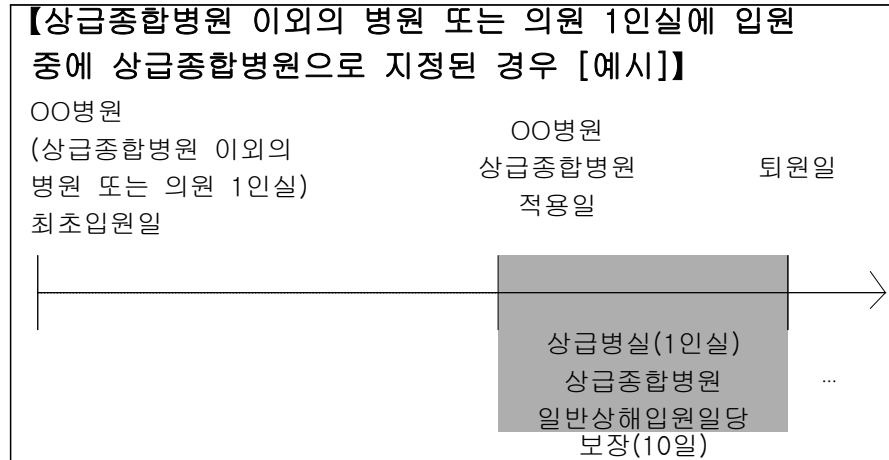 【상급종합병원 이외의 병원 또는 의원 1인실에 입원
중에 상급종합병원으로 지정된 경우 [예시]】
OO병원
(상급종합병원 이외의
병원 또는 의원 1인실)
최초입원일
OO병원
상급종합병원
적용일
퇴원일
상급병실(1인실)
상급종합병원
일반상해입원일당
보장(10일)
...